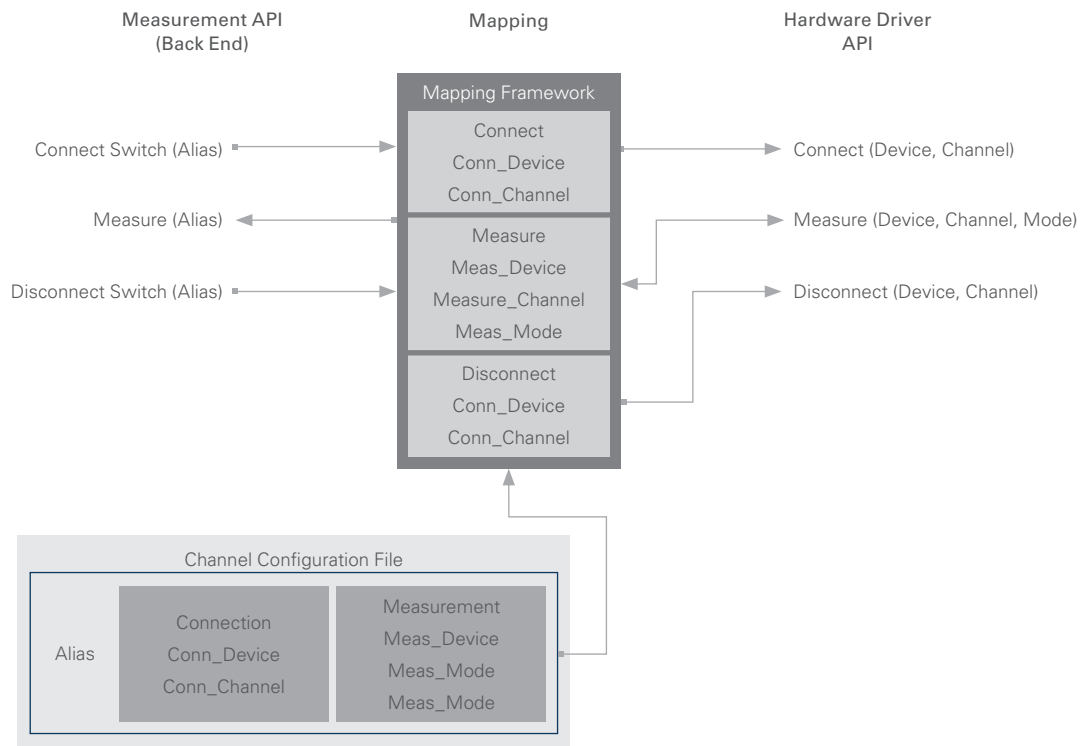 Measurement API
(Back End)
Mapping
Hardware Driver
API
Mapping Framework
Connect
Conn_Device
Conn_Channel
Connect Switch (Alias)
Connect (Device, Channel)
Measure (Alias)
Measure (Device, Channel, Mode)
Measure
Meas_Device
Measure_Channel
Meas_Mode
Disconnect Switch (Alias)
Disconnect (Device, Channel)
Disconnect
Conn_Device
Conn_Channel
Channel Configuration File
Alias
Connection
Conn_Device
Conn_Channel
Measurement
Meas_Device
Meas_Mode
Meas_Mode